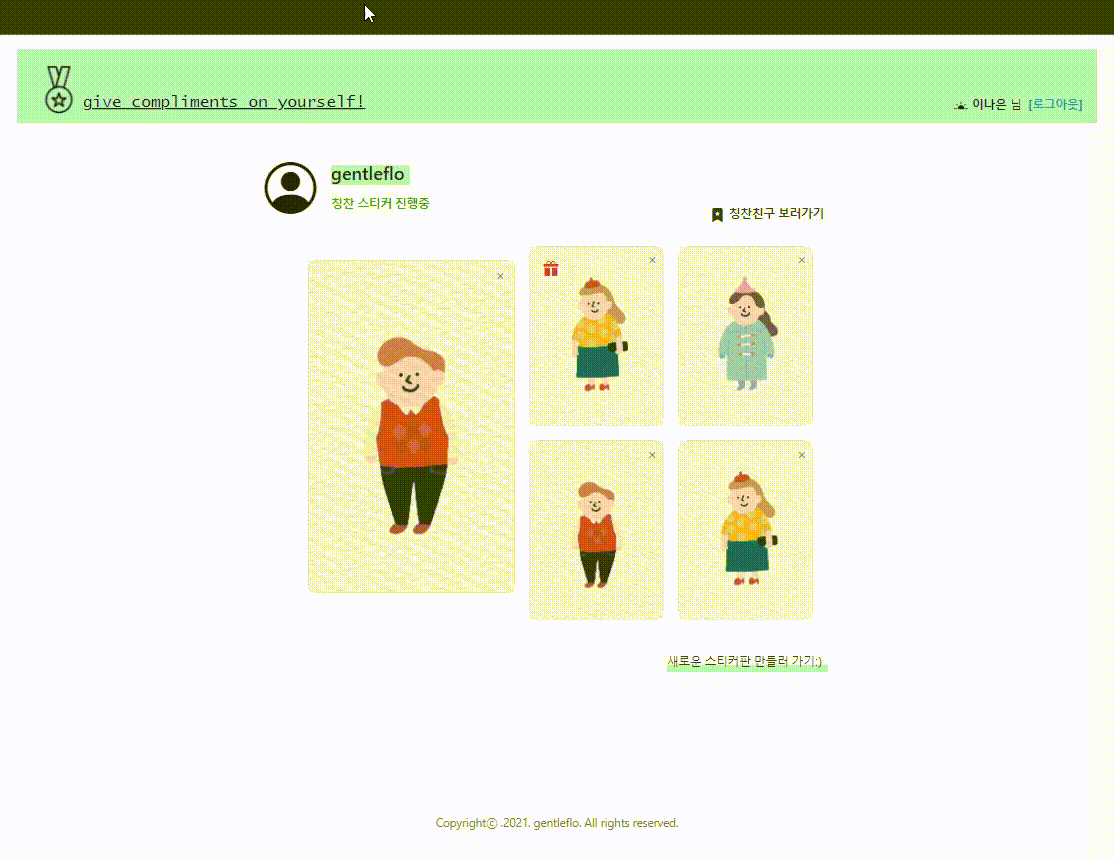 give compliments on yourself!
이나은 님 [로그아웃]
gentleflo
칭찬 스티커 진행중
칭찬친구 보러가기
×
×
×
×
×
새로운 스티커판 만들러 가기:)
Copyrightⓒ .2021. gentleflo. All rights reserved.